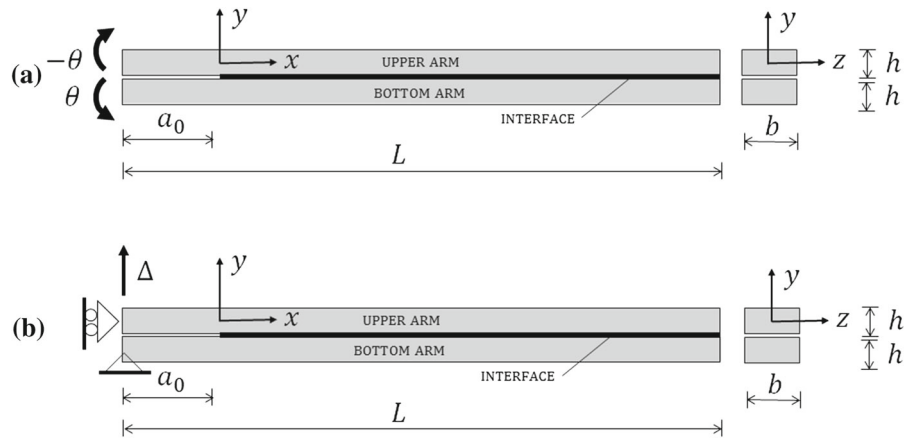 y
y
−θ
x
UPPER ARM
z
h
(a)
θ
BOTTOM ARM
h
a₀
INTERFACE
b
L
Δ
y
y
x
UPPER ARM
z
h
(b)
BOTTOM ARM
h
a₀
INTERFACE
b
L